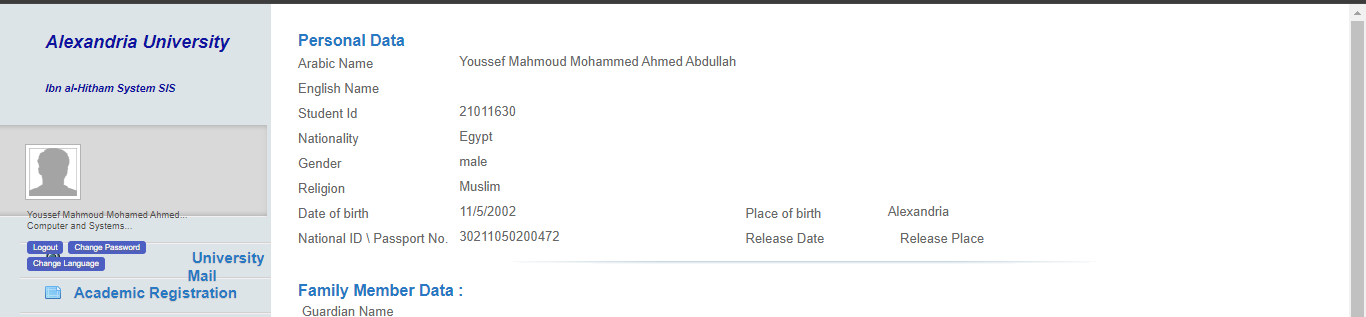 Alexandria University
Ibn al-Hitham System SIS
Youssef Mahmoud Mohamed Ahmed...
Computer and Systems...
Logout Change Password
Change Language
University
Mail
Academic Registration
Personal Data
Arabic Name Youssef Mahmoud Mohammed Ahmed Abdullah
English Name
Student Id 21011630
Nationality Egypt
Gender male
Religion Muslim
Date of birth 11/5/2002 Place of birth Alexandria
National ID \ Passport No. 30211050200472 Release Date Release Place
Family Member Data :
Guardian Name